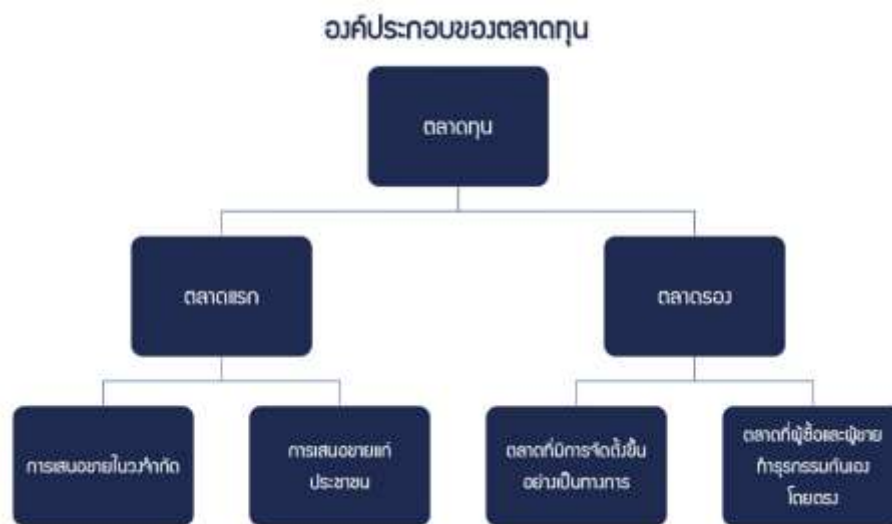 องค์ประกอบของตลาดทุน
ตลาดทุน
ตลาดแรก
ตลาดรอง
การเสนอขายในวงจำกัด
การเสนอขายแก่
ประชาชน
ตลาดที่มีการจัดตั้งขึ้น
อย่างเป็นทางการ
ตลาดที่ผู้ซื้อและผู้ขาย
ทำธุรกรรมกันเอง
โดยตรง